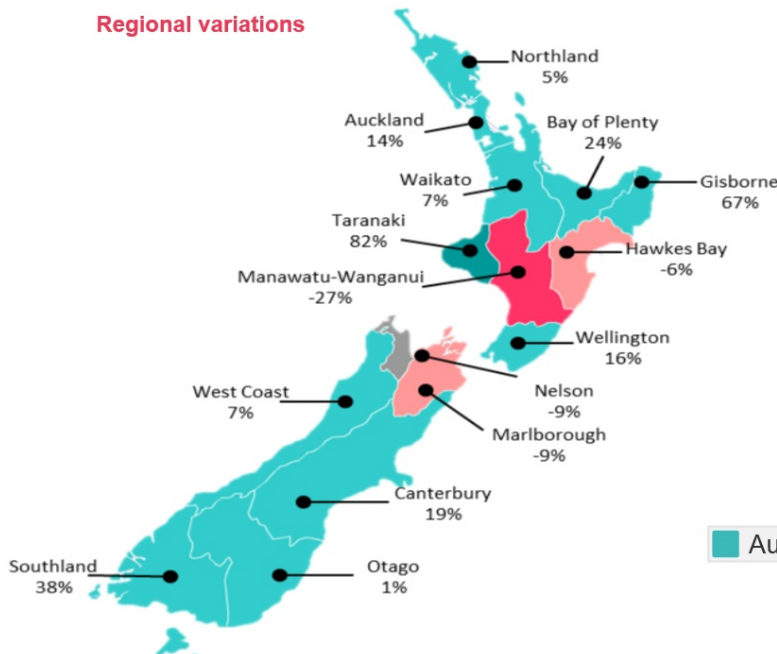 Regional variations
Northland
5%
Auckland
14%
Bay of Plenty
24%
Waikato
7%
Gisborne
67%
Taranaki
82%
Hawkes Bay
-6%
Manawatu-Wanganui
-27%
Wellington
16%
West Coast
7%
Nelson
-9%
Marlborough
-9%
Canterbury
19%
Southland
38%
Otago
1%
Au